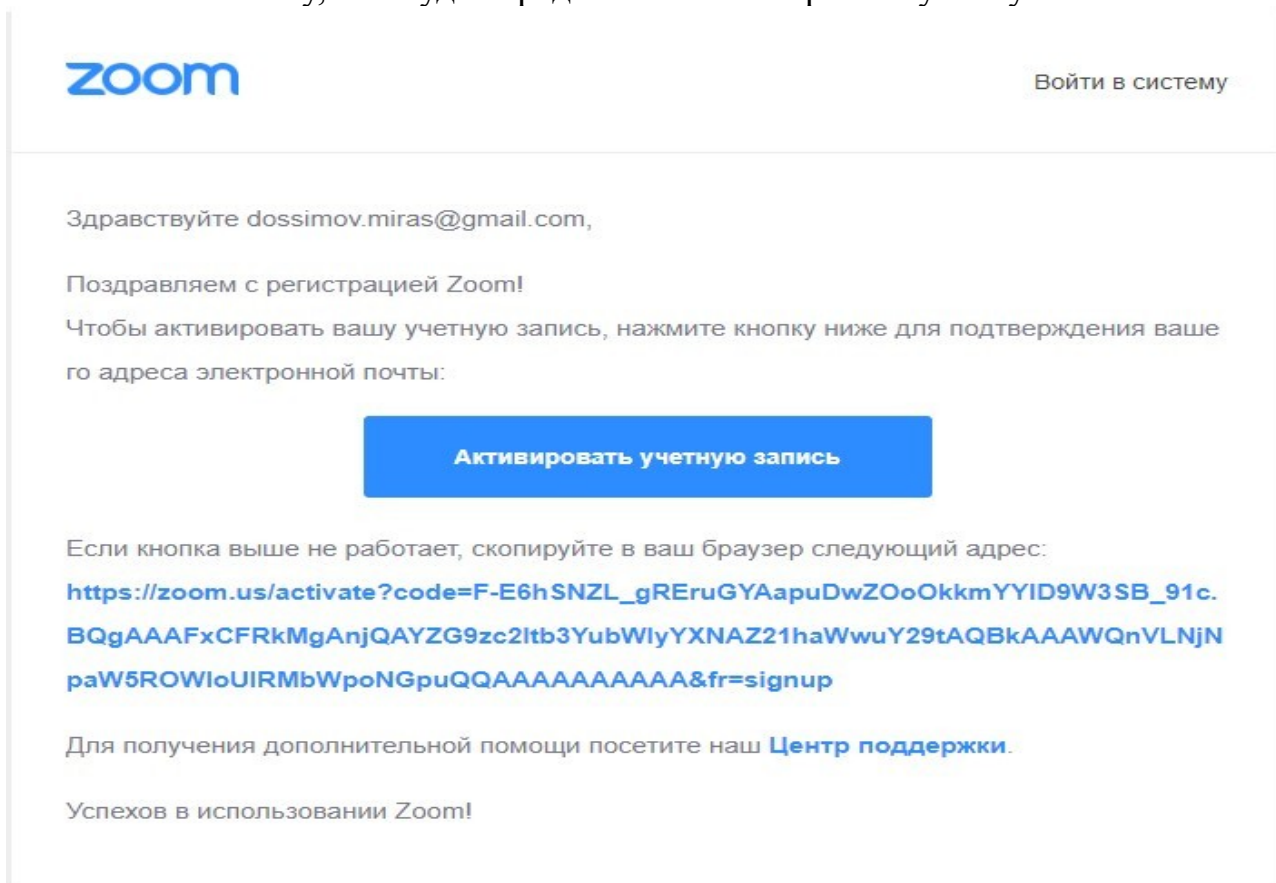 zoom
Войти в систему
Здравствуйте dossimov.miras@gmail.com,
Поздравляем с регистрацией Zoom!
Чтобы активировать вашу учетную запись, нажмите кнопку ниже для подтверждения ваше
го адреса электронной почты:
Активировать учетную запись
Если кнопка выше не работает, скопируйте в ваш браузер следующий адрес:
https://zoom.us/activate?code=F-E6hSNZL_gREruGYAapuDwZOoOkkmYYID9W3SB_91c.
BQgAAAFxCFRkMgAnjQAYZG9zc2ltb3YubWlyYXNAZ21haWwuY29tAQBkAAAWQnVLNjN
paW5ROWloUlRMbWpoNGpuQQAAAAAAAAAA&fr=signup
Для получения дополнительной помощи посетите наш Центр поддержки.
Успехов в использовании Zoom!